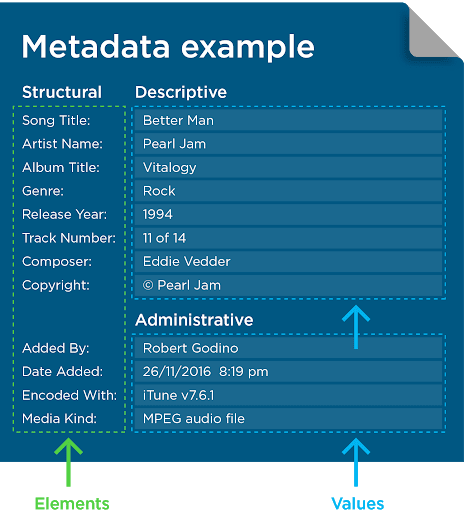 Metadata example
Structural Descriptive
Song Title: Better Man
Artist Name: Pearl Jam
Album Title: Vitalogy
Genre: Rock
Release Year: 1994
Track Number: 11 of 14
Composer: Eddie Vedder
Copyright: © Pearl Jam
Administrative
Added By: Robert Godino
Date Added: 26/11/2016 8:19 pm
Encoded With: iTune v7.6.1
Media Kind: MPEG audio file
Elements Values